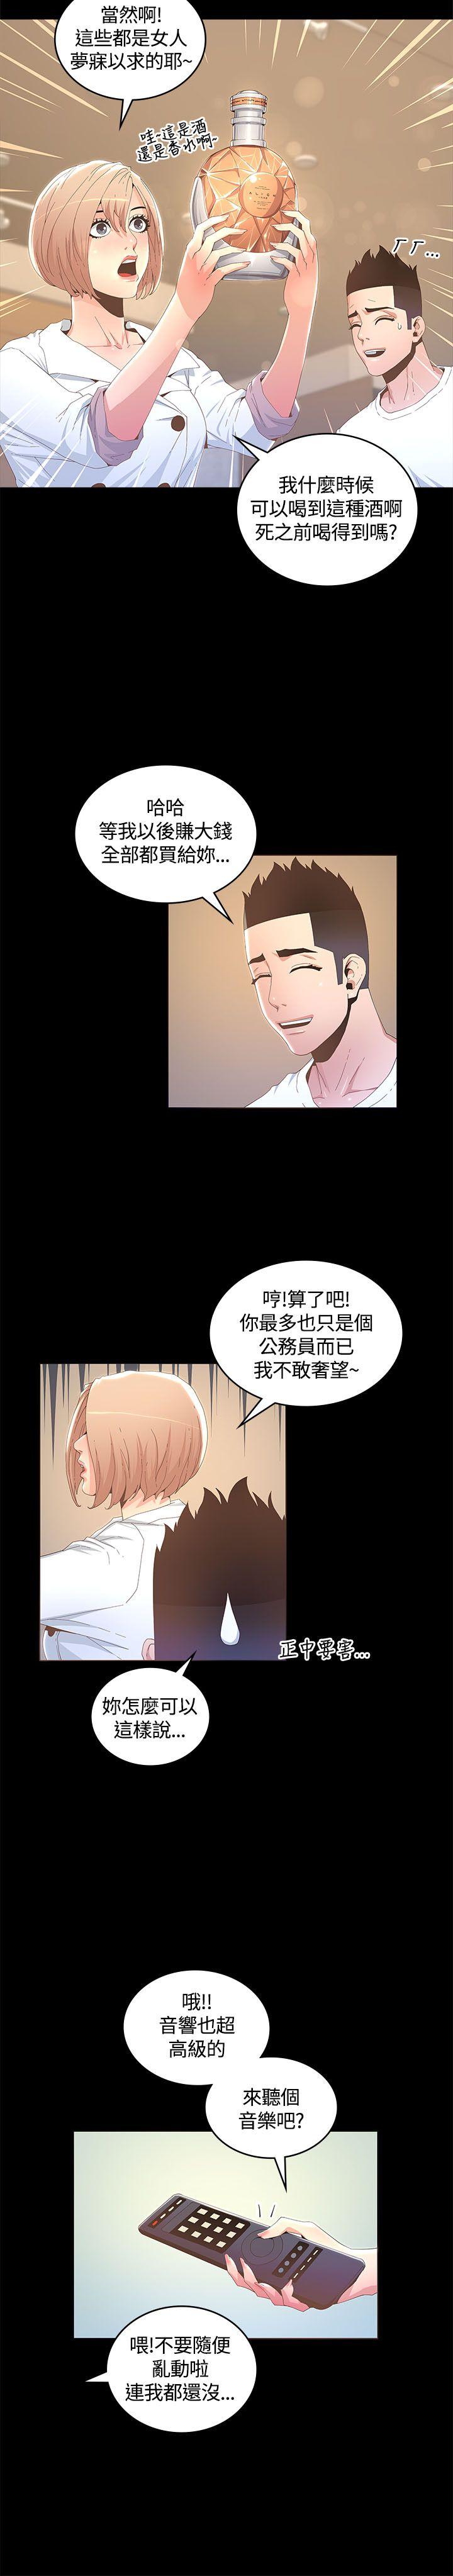 當然啊!
這些都是女人
夢寐以求的耶~
哇~這是酒
還是香水啊~
ㄏㄏ...
我什麼時候
可以喝到這種酒啊
死之前喝得到嗎?
哈哈
等我以後賺大錢
全部都買給妳...
哼!算了吧!
你最多也只是個
公務員而已
我不敢奢望~
正中要害...
妳怎麼可以
這樣說...
哦!!
音響也超
高級的
來聽個
音樂吧?
喂!不要隨便
亂動啦
連我都還沒...